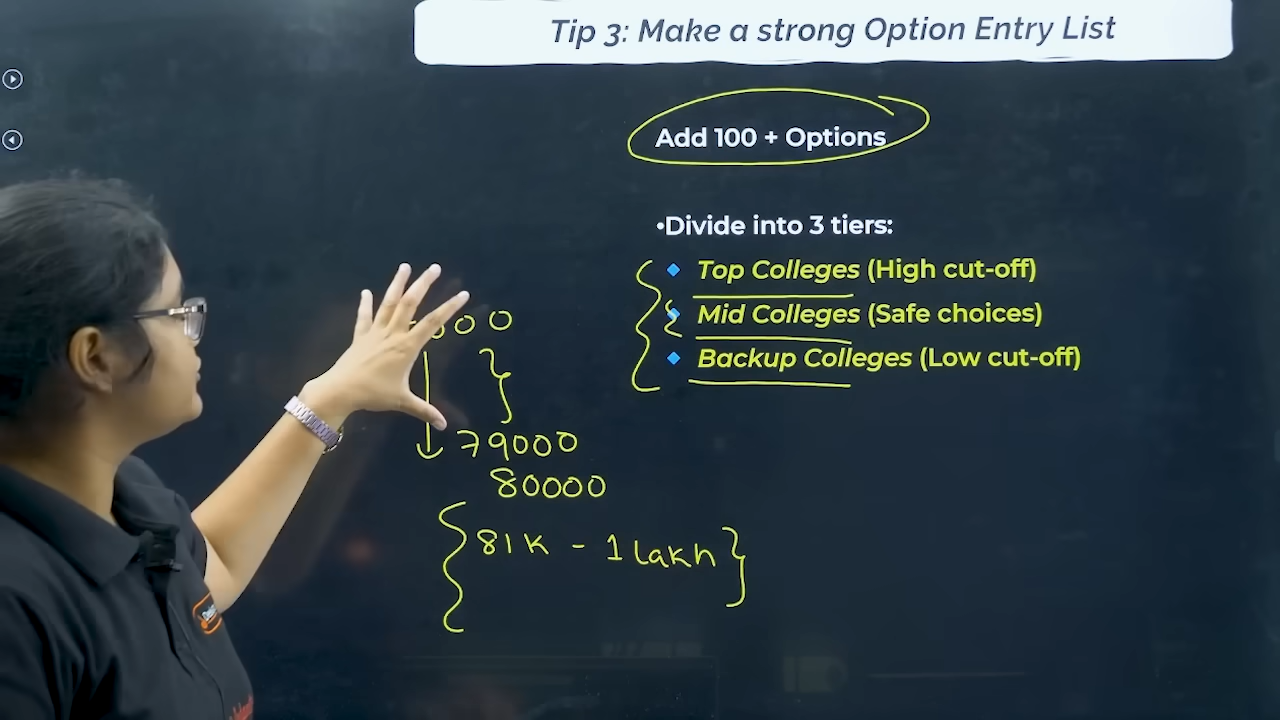 Tip 3: Make a strong Option Entry List
Add 100 + Options
•Divide into 3 tiers:
Top Colleges (High cut-off)
Mid Colleges (Safe choices)
Backup Colleges (Low cut-off)
79000
80000
81K - 1 Lakh